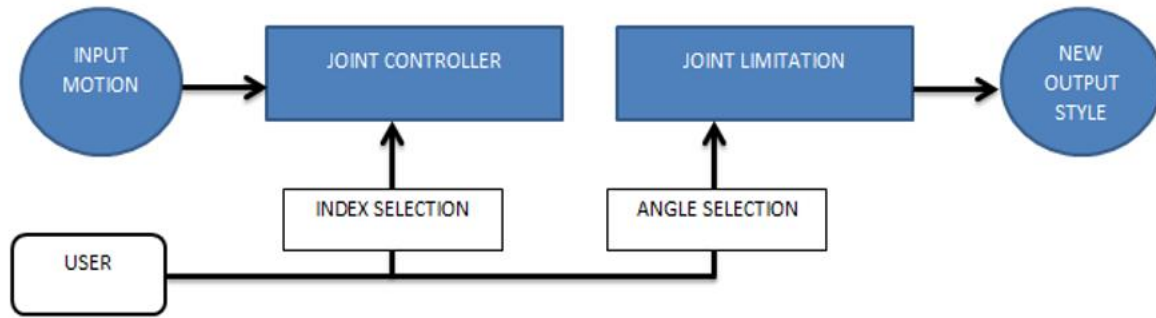 INPUT
MOTION
JOINT CONTROLLER
JOINT LIMITATION
NEW
OUTPUT
STYLE
INDEX SELECTION
ANGLE SELECTION
USER